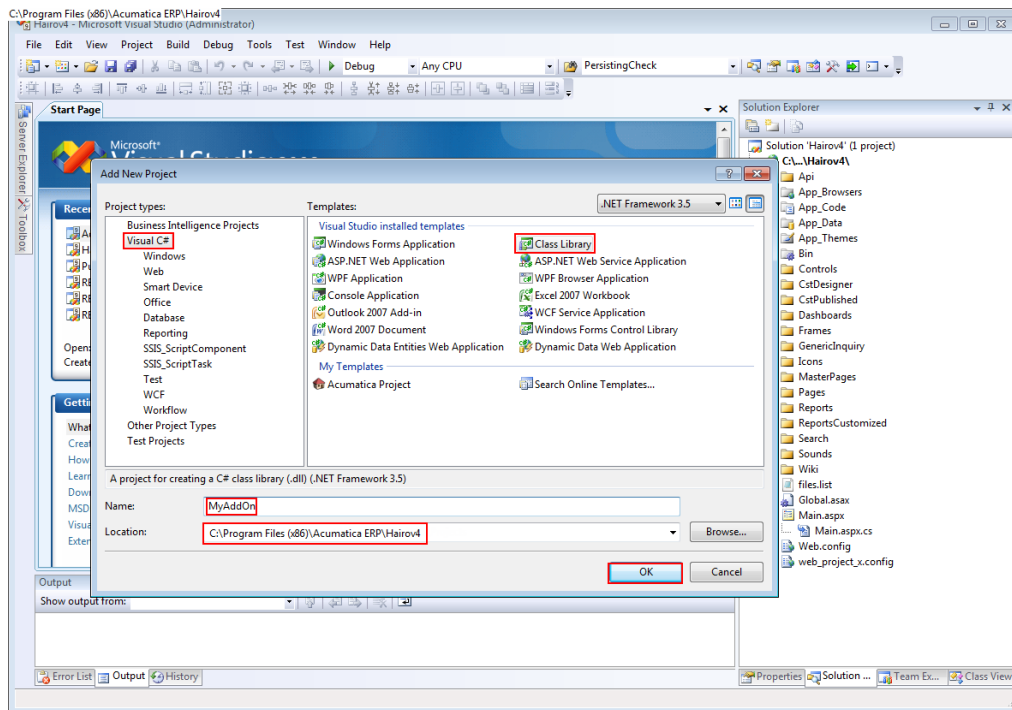 C:\Program Files (x86)\Acumatica ERP\Hairov4
Hairov4 - Microsoft Visual Studio (Administrator)
File Edit View Project Build Debug Tools Test Window Help
Debug Any CPU PersistingCheck
Server Explorer
Toolbox
Start Page
Microsoft®
Add New Project
Project types:
Business Intelligence Projects
Visual C#
Windows
Web
Smart Device
Office
Database
Reporting
SSIS_ScriptComponent
SSIS_ScriptTask
Test
WCF
Workflow
Other Project Types
Test Projects
Templates:
.NET Framework 3.5
Visual Studio installed templates
Windows Forms Application
Class Library
ASP.NET Web Application
ASP.NET Web Service Application
WPF Application
WPF Browser Application
Console Application
Excel 2007 Workbook
Outlook 2007 Add-in
WCF Service Application
Word 2007 Document
Windows Forms Control Library
Dynamic Data Entities Web Application
Dynamic Data Web Application
My Templates
Acumatica Project
Search Online Templates...
A project for creating a C# class library (.dll) (.NET Framework 3.5)
Name: MyAddOn
Location: C:\Program Files (x86)\Acumatica ERP\Hairov4
Browse...
OK
Cancel
Output
Show output from:
Error List Output History
Solution Explorer
Solution 'Hairov4' (1 project)
C:\...\Hairov4\
Api
App_Browsers
App_Code
App_Data
App_Themes
Bin
Controls
CstDesigner
CstPublished
Dashboards
Frames
GenericInquiry
Icons
MasterPages
Pages
Reports
ReportsCustomized
Search
Sounds
Wiki
files.list
Global.asax
Main.aspx
Main.aspx.cs
Web.config
web_project_x.config
Properties Solution ... Team Ex... Class View